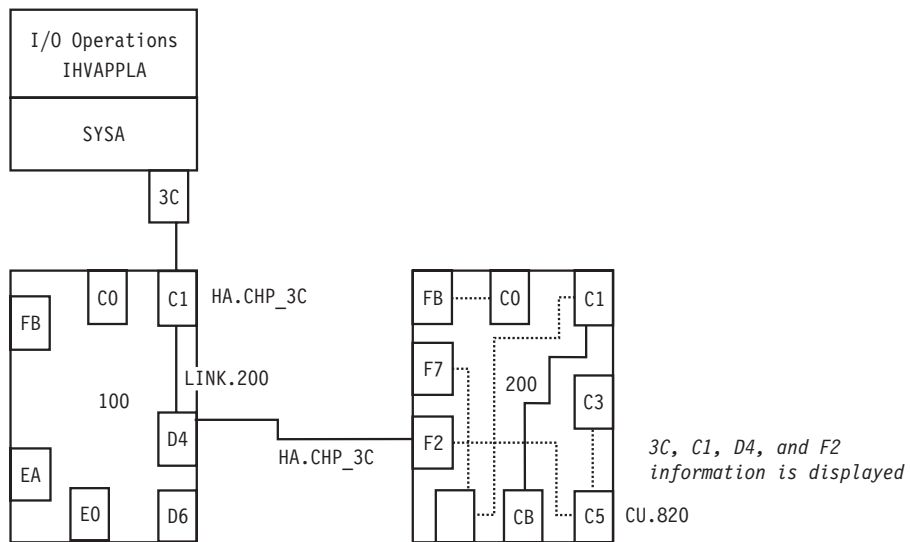 I/O Operations
IHVAPPLA
SYSA
3C
C0
C1
HA.CHP_3C
FB
C0
C1
FB
F7
LINK.200
200
C3
100
D4
F2
HA.CHP_3C
3C, C1, D4, and F2
information is displayed
EA
E0
D6
CB
C5
CU.820